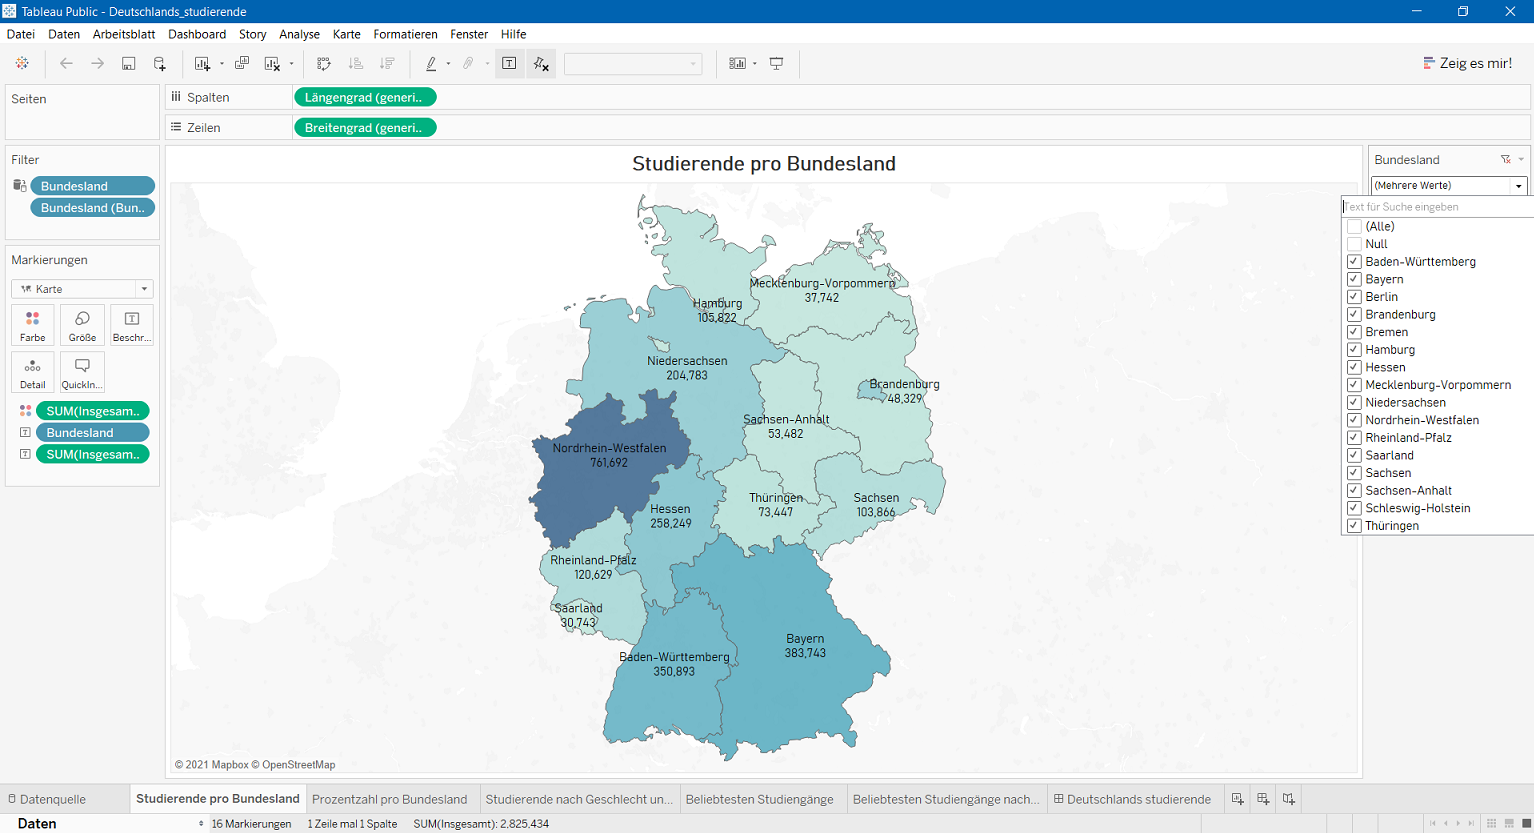 Tableau Public - Deutschlands_studierende
Datei Daten Arbeitsblatt Dashboard Story Analyse Karte Formatieren Fenster Hilfe
Zeig es mir!
Seiten
Spalten Längengrad (generi..
Zeilen Breitengrad (generi..
Filter
Bundesland
Bundesland (Bun..
Markierungen
Karte
Farbe Größe Beschr...
Detail QuickIn...
SUM(Insgesam..
Bundesland
SUM(Insgesam..
Studierende pro Bundesland
Mecklenburg-Vorpommern
37,742
Hamburg
105,822
Niedersachsen
204,783
Brandenburg
48,329
Sachsen-Anhalt
53,482
Nordrhein-Westfalen
761,692
Thüringen
73,447
Sachsen
103,866
Hessen
258,249
Rheinland-Pfalz
120,629
Saarland
30,743
Bayern
383,743
Baden-Württemberg
350,893
© 2021 Mapbox © OpenStreetMap
Bundesland
(Mehrere Werte)
Text für Suche eingeben
(Alle)
Null
Baden-Württemberg
Bayern
Berlin
Brandenburg
Bremen
Hamburg
Hessen
Mecklenburg-Vorpommern
Niedersachsen
Nordrhein-Westfalen
Rheinland-Pfalz
Saarland
Sachsen
Sachsen-Anhalt
Schleswig-Holstein
Thüringen
Datenquelle Studierende pro Bundesland Prozentzahl pro Bundesland Studierende nach Geschlecht un... Beliebtesten Studiengänge Beliebtesten Studiengänge nach... Deutschlands studierende
Daten 16 Markierungen 1 Zeile mal 1 Spalte SUM(Insgesamt): 2.825,434